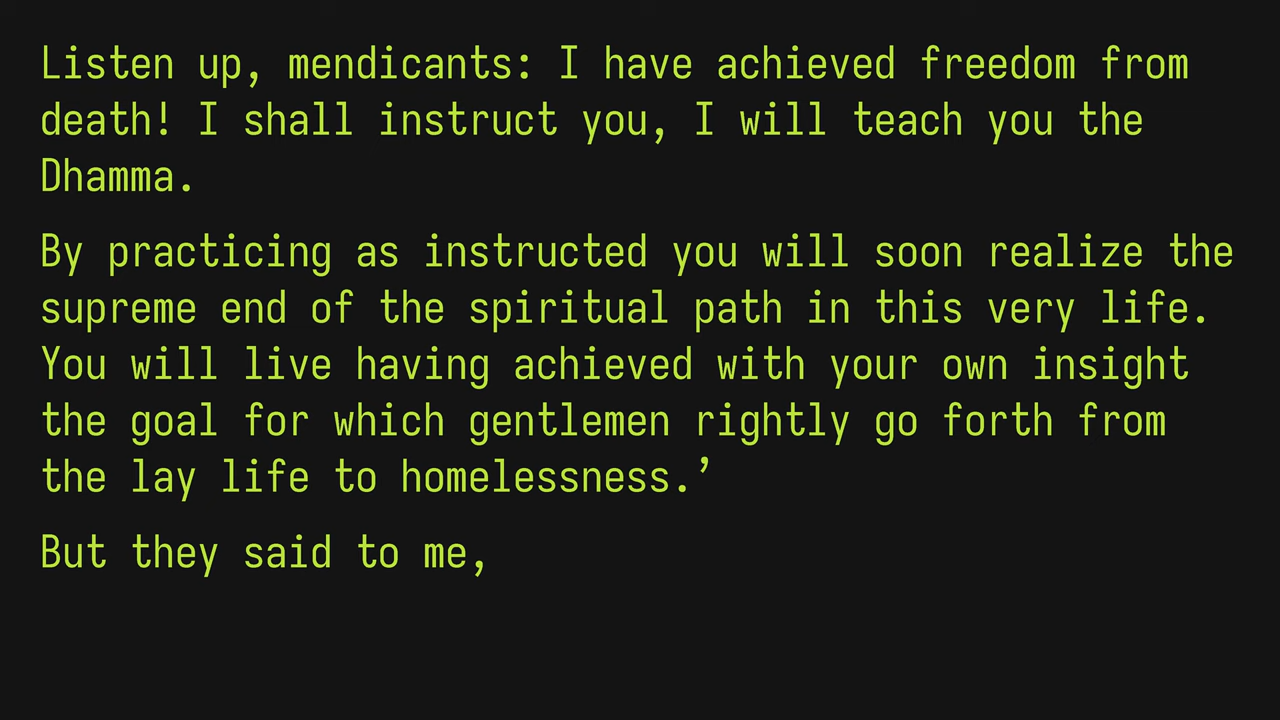 Listen up, mendicants: I have achieved freedom from
death! I shall instruct you, I will teach you the
Dhamma.
By practicing as instructed you will soon realize the
supreme end of the spiritual path in this very life.
You will live having achieved with your own insight
the goal for which gentlemen rightly go forth from
the lay life to homelessness.’
But they said to me,